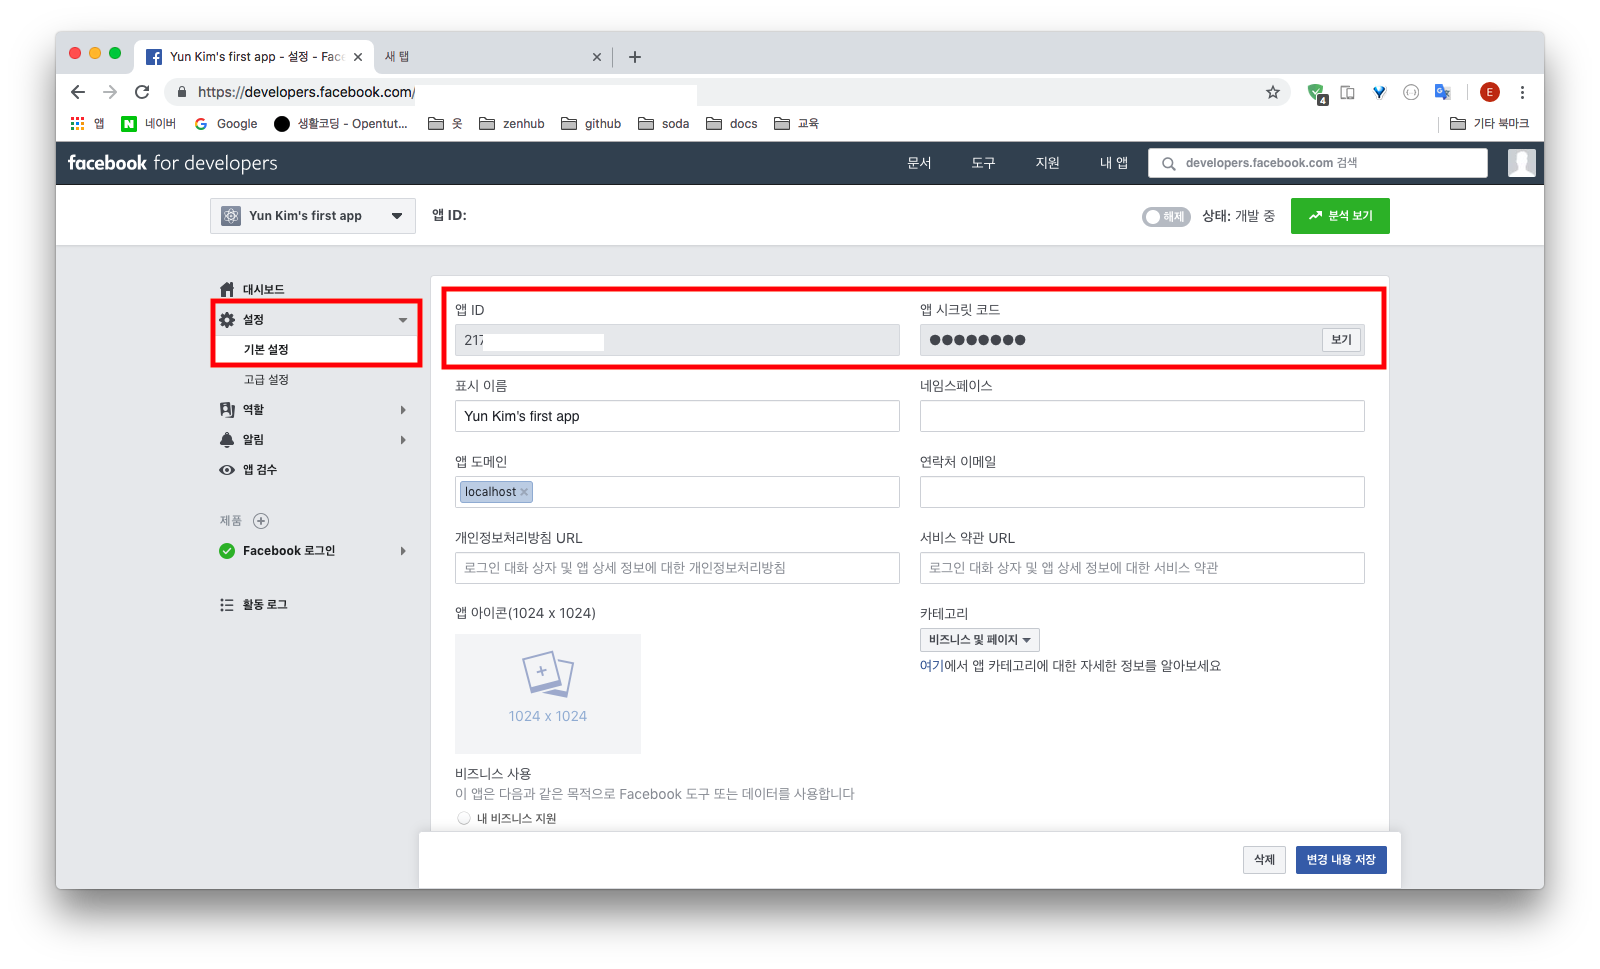 Yun Kim's first app - 설정 - Face
새 탭
https://developers.facebook.com/
4
E
앱
네이버
Google
생활코딩 - Opentut...
옷
zenhub
github
soda
docs
교육
기타 북마크
facebook for developers
문서
도구
지원
내 앱
developers.facebook.com 검색
Yun Kim's first app
앱 ID:
해제
상태: 개발 중
분석 보기
대시보드
설정
기본 설정
고급 설정
역할
알림
앱 검수
제품
Facebook 로그인
활동 로그
앱 ID
217
앱 시크릿 코드
●●●●●●●●
보기
표시 이름
Yun Kim's first app
네임스페이스
앱 도메인
localhost
연락처 이메일
개인정보처리방침 URL
로그인 대화 상자 및 앱 상세 정보에 대한 개인정보처리방침
서비스 약관 URL
로그인 대화 상자 및 앱 상세 정보에 대한 서비스 약관
앱 아이콘(1024 x 1024)
1024 x 1024
카테고리
비즈니스 및 페이지
여기에서 앱 카테고리에 대한 자세한 정보를 알아보세요
비즈니스 사용
이 앱은 다음과 같은 목적으로 Facebook 도구 또는 데이터를 사용합니다
내 비즈니스 지원
삭제
변경 내용 저장